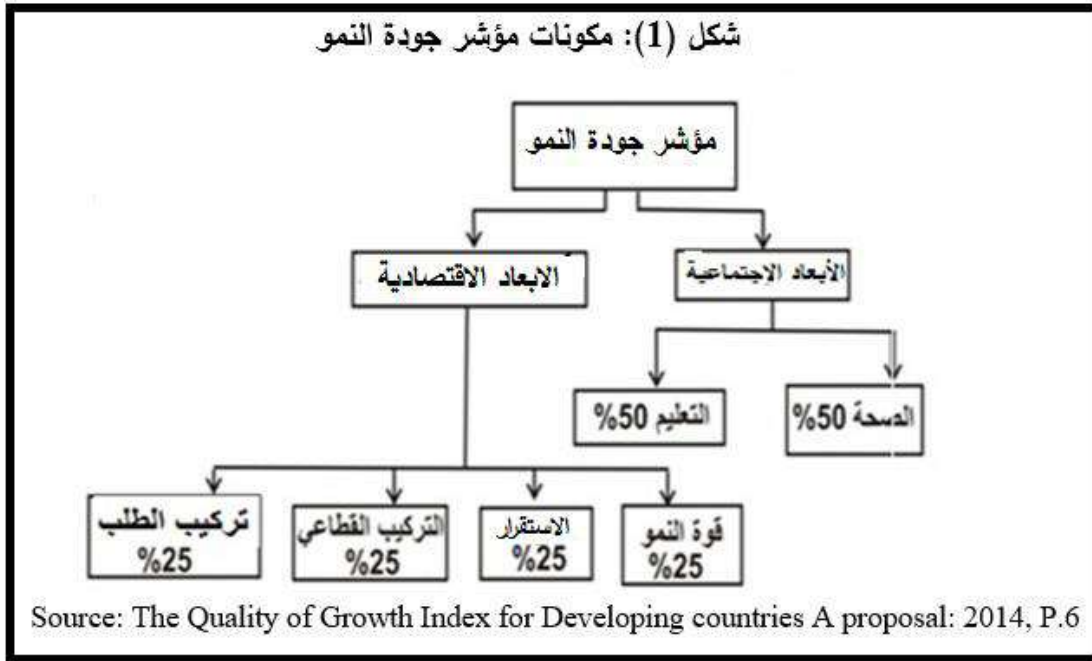 شكل (1): مكونات مؤشر جودة النمو
مؤشر جودة النمو
الأبعاد الإجتماعية
الابعاد الاقتصادية
الصحة 50%
التعليم 50%
قوة النمو
25%
الاستقرار
25%
التركيب القطاعي
25%
تركيب الطلب
25%
Source: The Quality of Growth Index for Developing countries A proposal: 2014, P.6